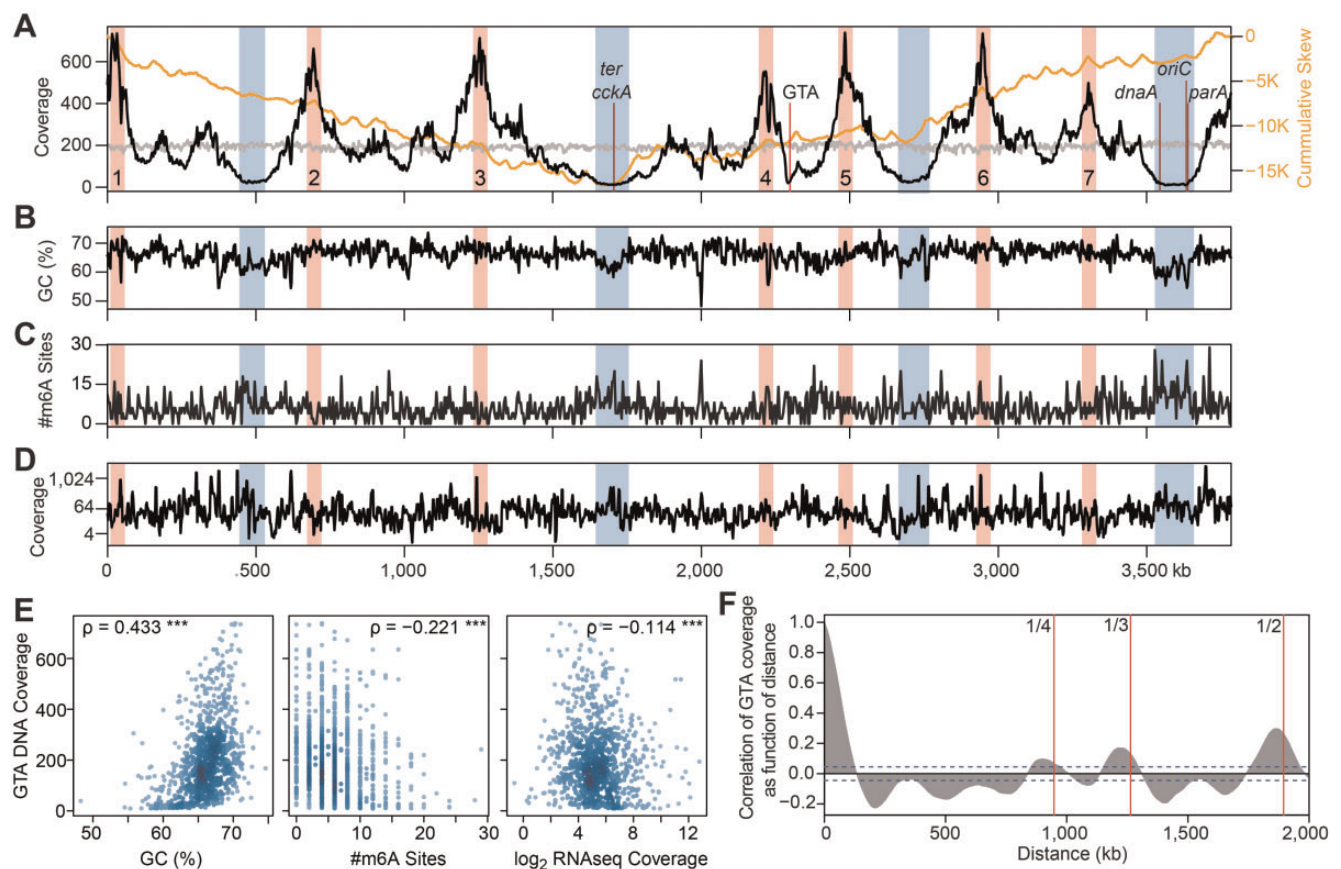 A
600
400
200
0
Coverage
ter
cckA
GTA
dnaA
oriC
parA
1
2
3
4
5
6
7
0
−5K
−10K
−15K
Cummulative Skew
B
70
60
50
GC (%)
C
30
15
0
#m6A Sites
D
1,024
64
4
Coverage
0
500
1,000
1,500
2,000
2,500
3,000
3,500 kb
E
ρ = 0.433 ***
ρ = −0.221 ***
ρ = −0.114 ***
GTA DNA Coverage
600
400
200
0
50 60 70
0 10 20 30
0 4 8 12
GC (%)
#m6A Sites
log2 RNAseq Coverage
F
1/4
1/3
1/2
Correlation of GTA coverage
as function of distance
1.0
0.8
0.6
0.4
0.2
0.0
−0.2
0 500 1,000 1,500 2,000
Distance (kb)